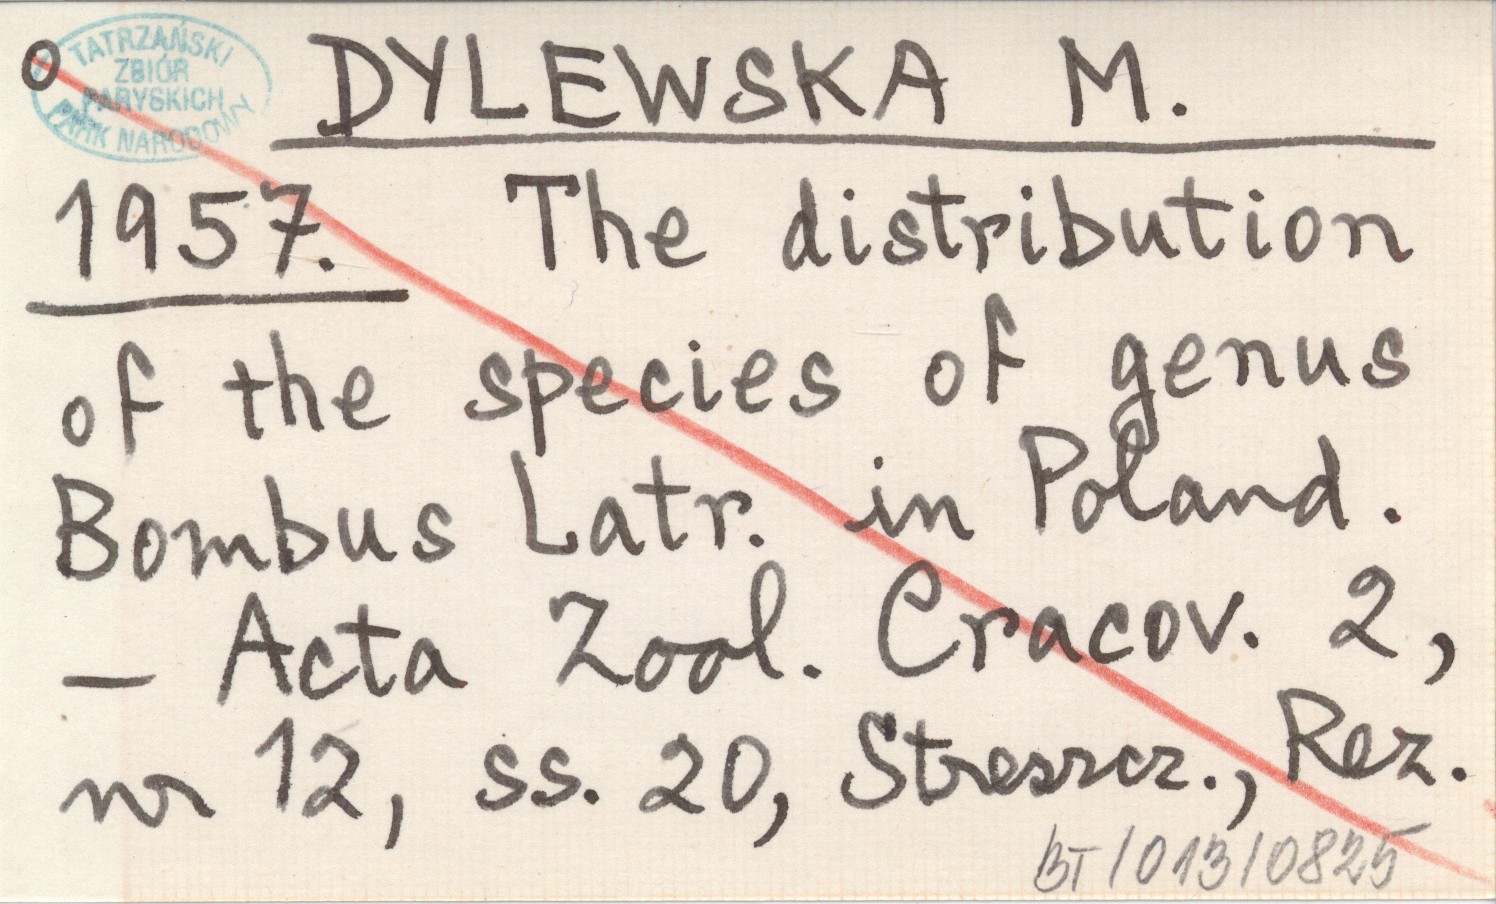 O
TATRZAŃSKI
ZBIÓR
PARYSKICH
PARK NARODOWY
DYLEWSKA M.
1957. The distribution
of the species of genus
Bombus Latr. in Poland.
– Acta Zool. Cracov. 2,
nr 12, ss. 20, Streszcz., Rez.
BT/013/0825